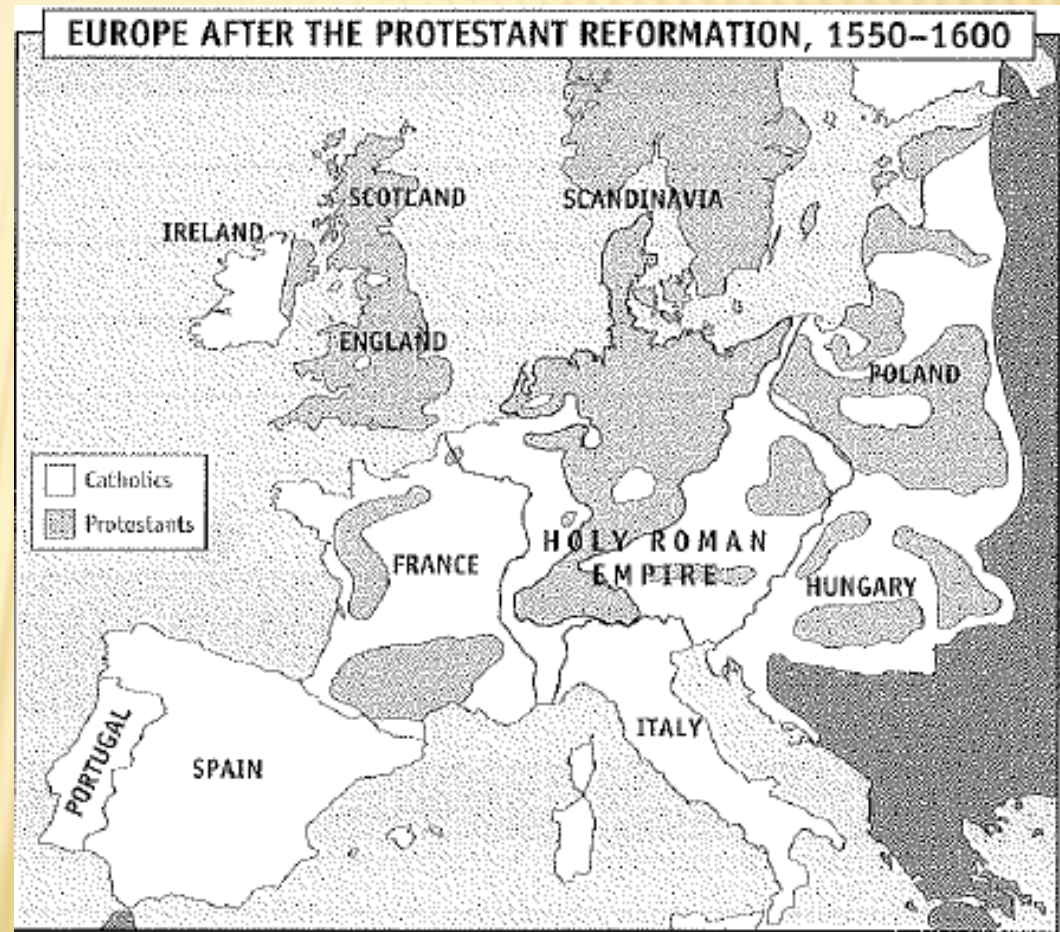 EUROPE AFTER THE PROTESTANT REFORMATION, 1550–1600
SCOTLAND
SCANDINAVIA
IRELAND
ENGLAND
POLAND
Catholics
Protestants
HOLY ROMAN
EMPIRE
FRANCE
HUNGARY
ITALY
PORTUGAL
SPAIN